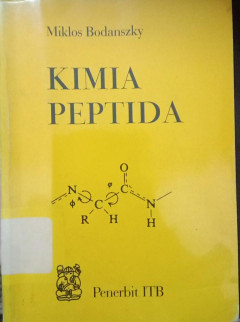 Miklos Bodanszky
KIMIA
PEPTIDA
O
φ
N
C
C
N
ϕ
R
H
H
Penerbit ITB